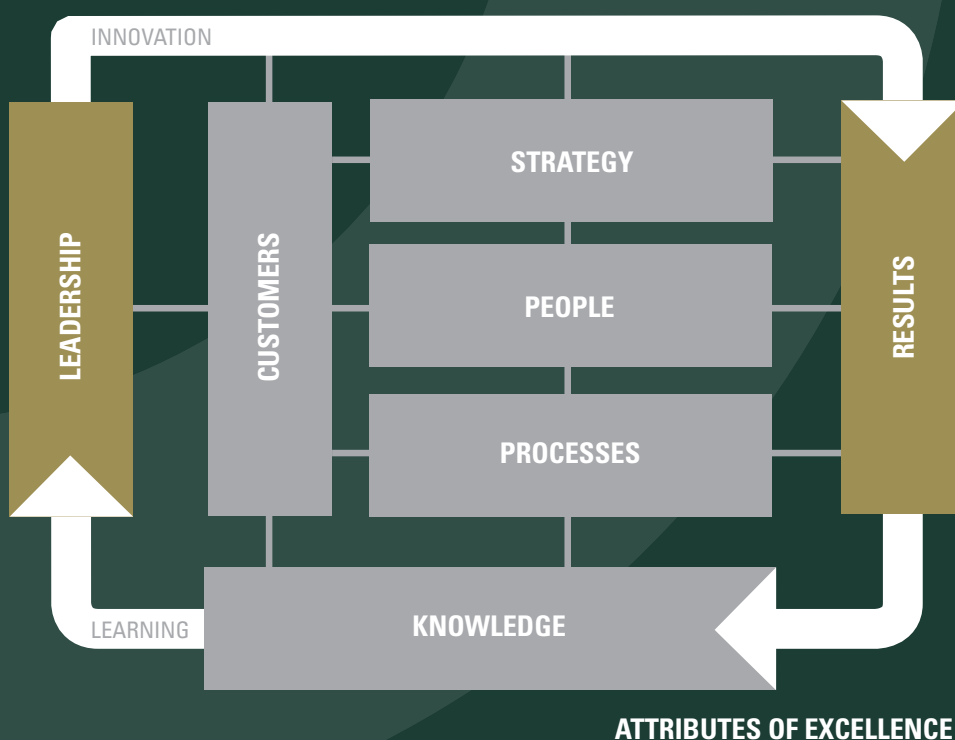 INNOVATION
STRATEGY
LEADERSHIP
CUSTOMERS
PEOPLE
RESULTS
PROCESSES
KNOWLEDGE
LEARNING
ATTRIBUTES OF EXCELLENCE